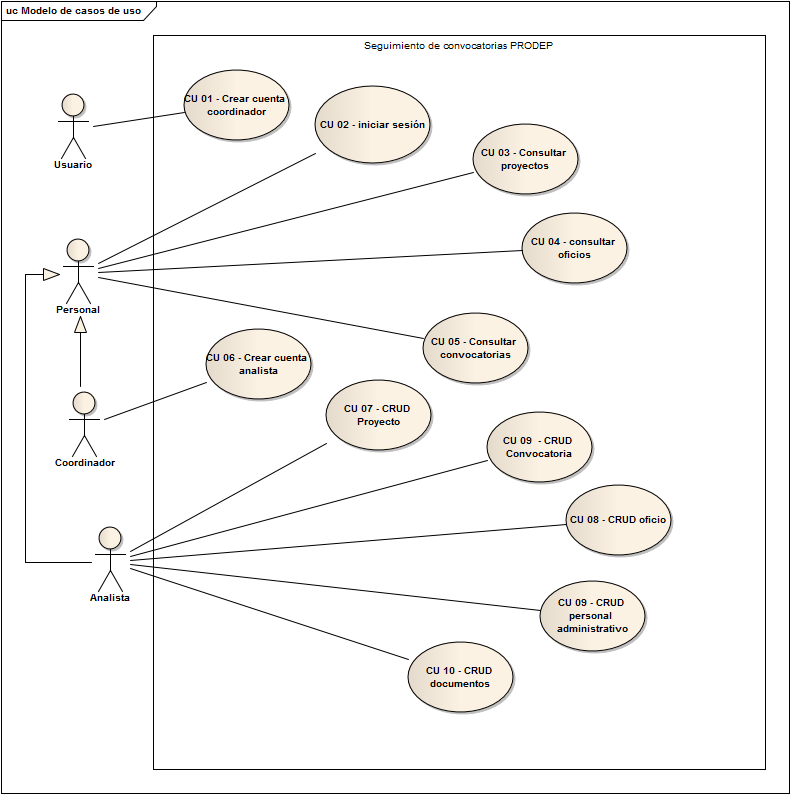 uc Modelo de casos de uso
Seguimiento de convocatorias PRODEP
CU 01 - Crear cuenta
coordinador
CU 02 - iniciar sesión
Usuario
CU 03 - Consultar
proyectos
CU 04 - consultar
oficios
Personal
CU 05 - Consultar
convocatorias
CU 06 - Crear cuenta
analista
CU 07 - CRUD
Proyecto
CU 09  - CRUD
Convocatoria
Coordinador
CU 08 - CRUD oficio
Analista
CU 09 - CRUD
personal
administrativo
CU 10 - CRUD
documentos